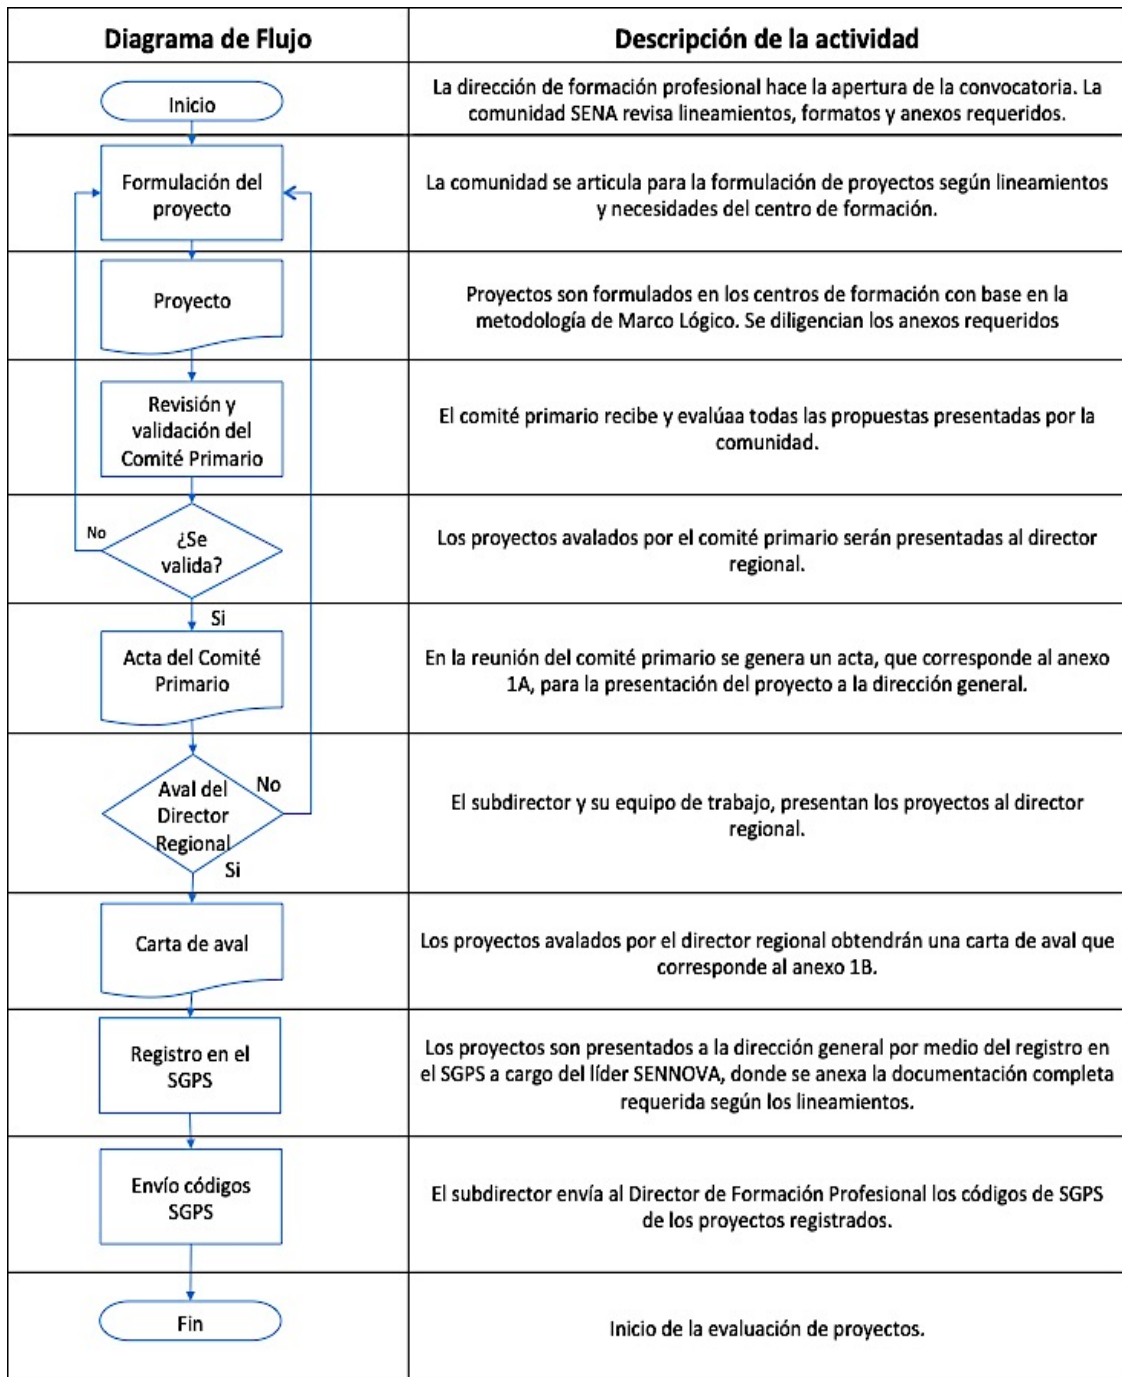 Diagrama de Flujo
Descripción de la actividad
Inicio
La dirección de formación profesional hace la apertura de la convocatoria. La
comunidad SENA revisa lineamientos, formatos y anexos requeridos.
Formulación del
proyecto
La comunidad se articula para la formulación de proyectos según lineamientos
y necesidades del centro de formación.
Proyecto
Proyectos son formulados en los centros de formación con base en la
metodología de Marco Lógico. Se diligencian los anexos requeridos
Revisión y
validación del
Comité Primario
El comité primario recibe y evalúaa todas las propuestas presentadas por la
comunidad.
No
¿Se
valida?
Los proyectos avalados por el comité primario serán presentadas al director
regional.
Si
Acta del Comité
Primario
En la reunión del comité primario se genera un acta, que corresponde al anexo
1A, para la presentación del proyecto a la dirección general.
Aval del
Director
Regional
No
Si
El subdirector y su equipo de trabajo, presentan los proyectos al director
regional.
Carta de aval
Los proyectos avalados por el director regional obtendrán una carta de aval que
corresponde al anexo 1B.
Registro en el
SGPS
Los proyectos son presentados a la dirección general por medio del registro en
el SGPS a cargo del líder SENNOVA, donde se anexa la documentación completa
requerida según los lineamientos.
Envío códigos
SGPS
El subdirector envía al Director de Formación Profesional los códigos de SGPS
de los proyectos registrados.
Fin
Inicio de la evaluación de proyectos.